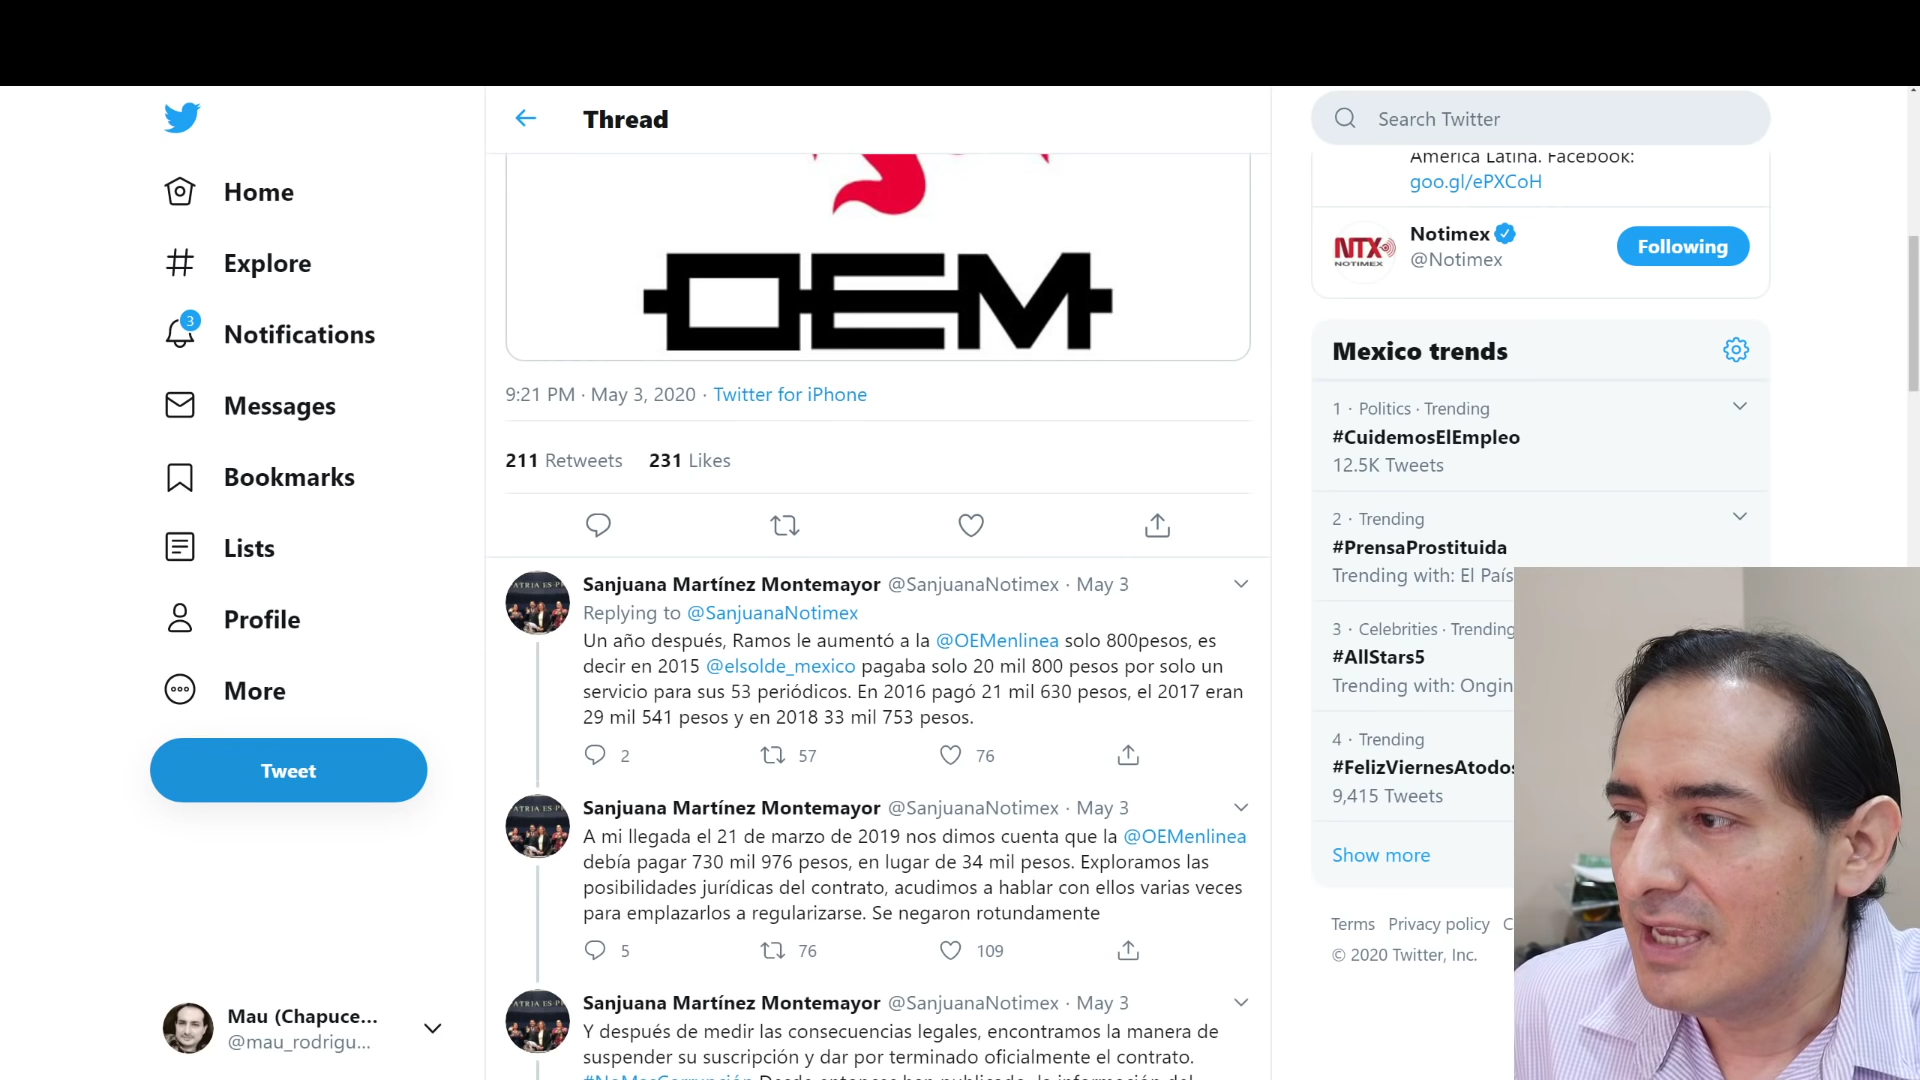 Home
Explore
3
Notifications
Messages
Bookmarks
Lists
Profile
More
Tweet
Mau (Chapuce...
@mau_rodrigu...
Thread
OEM
9:21 PM · May 3, 2020 · Twitter for iPhone
211 Retweets 231 Likes
Sanjuana Martínez Montemayor @SanjuanaNotimex · May 3
Replying to @SanjuanaNotimex
Un año después, Ramos le aumentó a la @OEMenlinea solo 800pesos, es
decir en 2015 @elsolde_mexico pagaba solo 20 mil 800 pesos por solo un
servicio para sus 53 periódicos. En 2016 pagó 21 mil 630 pesos, el 2017 eran
29 mil 541 pesos y en 2018 33 mil 753 pesos.
2 57 76
Sanjuana Martínez Montemayor @SanjuanaNotimex · May 3
A mi llegada el 21 de marzo de 2019 nos dimos cuenta que la @OEMenlinea
debía pagar 730 mil 976 pesos, en lugar de 34 mil pesos. Exploramos las
posibilidades jurídicas del contrato, acudimos a hablar con ellos varias veces
para emplazarlos a regularizarse. Se negaron rotundamente
5 76 109
Sanjuana Martínez Montemayor @SanjuanaNotimex · May 3
Y después de medir las consecuencias legales, encontramos la manera de
suspender su suscripción y dar por terminado oficialmente el contrato.
Search Twitter
America Latina. Facebook:
goo.gl/ePXCoH
NTX
NOTIMEX
Notimex
@Notimex
Following
Mexico trends
1 · Politics · Trending
#CuidemosElEmpleo
12.5K Tweets
2 · Trending
#PrensaProstituida
Trending with: El País
3 · Celebrities · Trending
#AllStars5
Trending with: Ongin
4 · Trending
#FelizViernesAtodos
9,415 Tweets
Show more
Terms Privacy policy C
© 2020 Twitter, Inc.